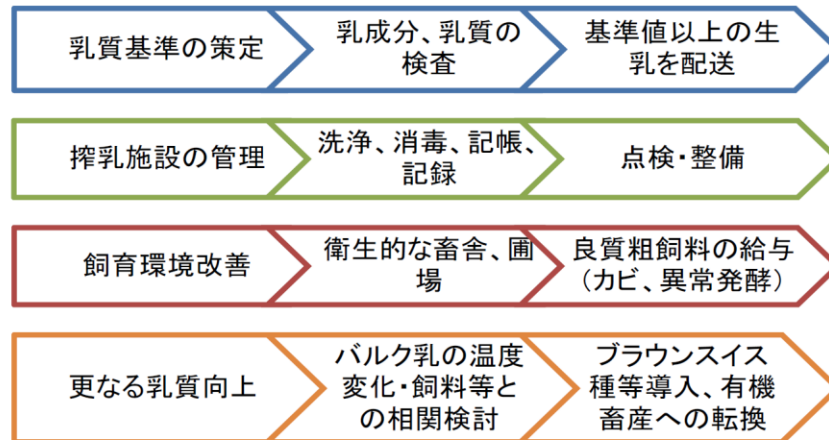 乳質基準の策定
乳成分、乳質の
検査
基準値以上の生
乳を配送
搾乳施設の管理
洗浄、消毒、記帳、
記録
点検・整備
飼育環境改善
衛生的な畜舎、圃
場
良質粗飼料の給与
（カビ、異常発酵）
更なる乳質向上
バルク乳の温度
変化・飼料等と
の相関検討
ブラウンスイス
種等導入、有機
畜産への転換